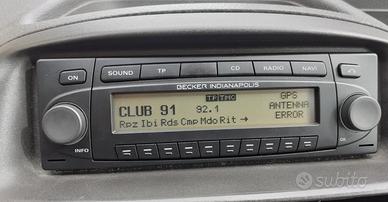 ON SOUND TP CD RADIO NAVI
BECKER INDIANAPOLIS
TP TMC
CLUB 91 92.1
GPS
ANTENNA
ERROR
Rpz Ibi Rds Cmp Mdo Rit →
INFO
OK
subito